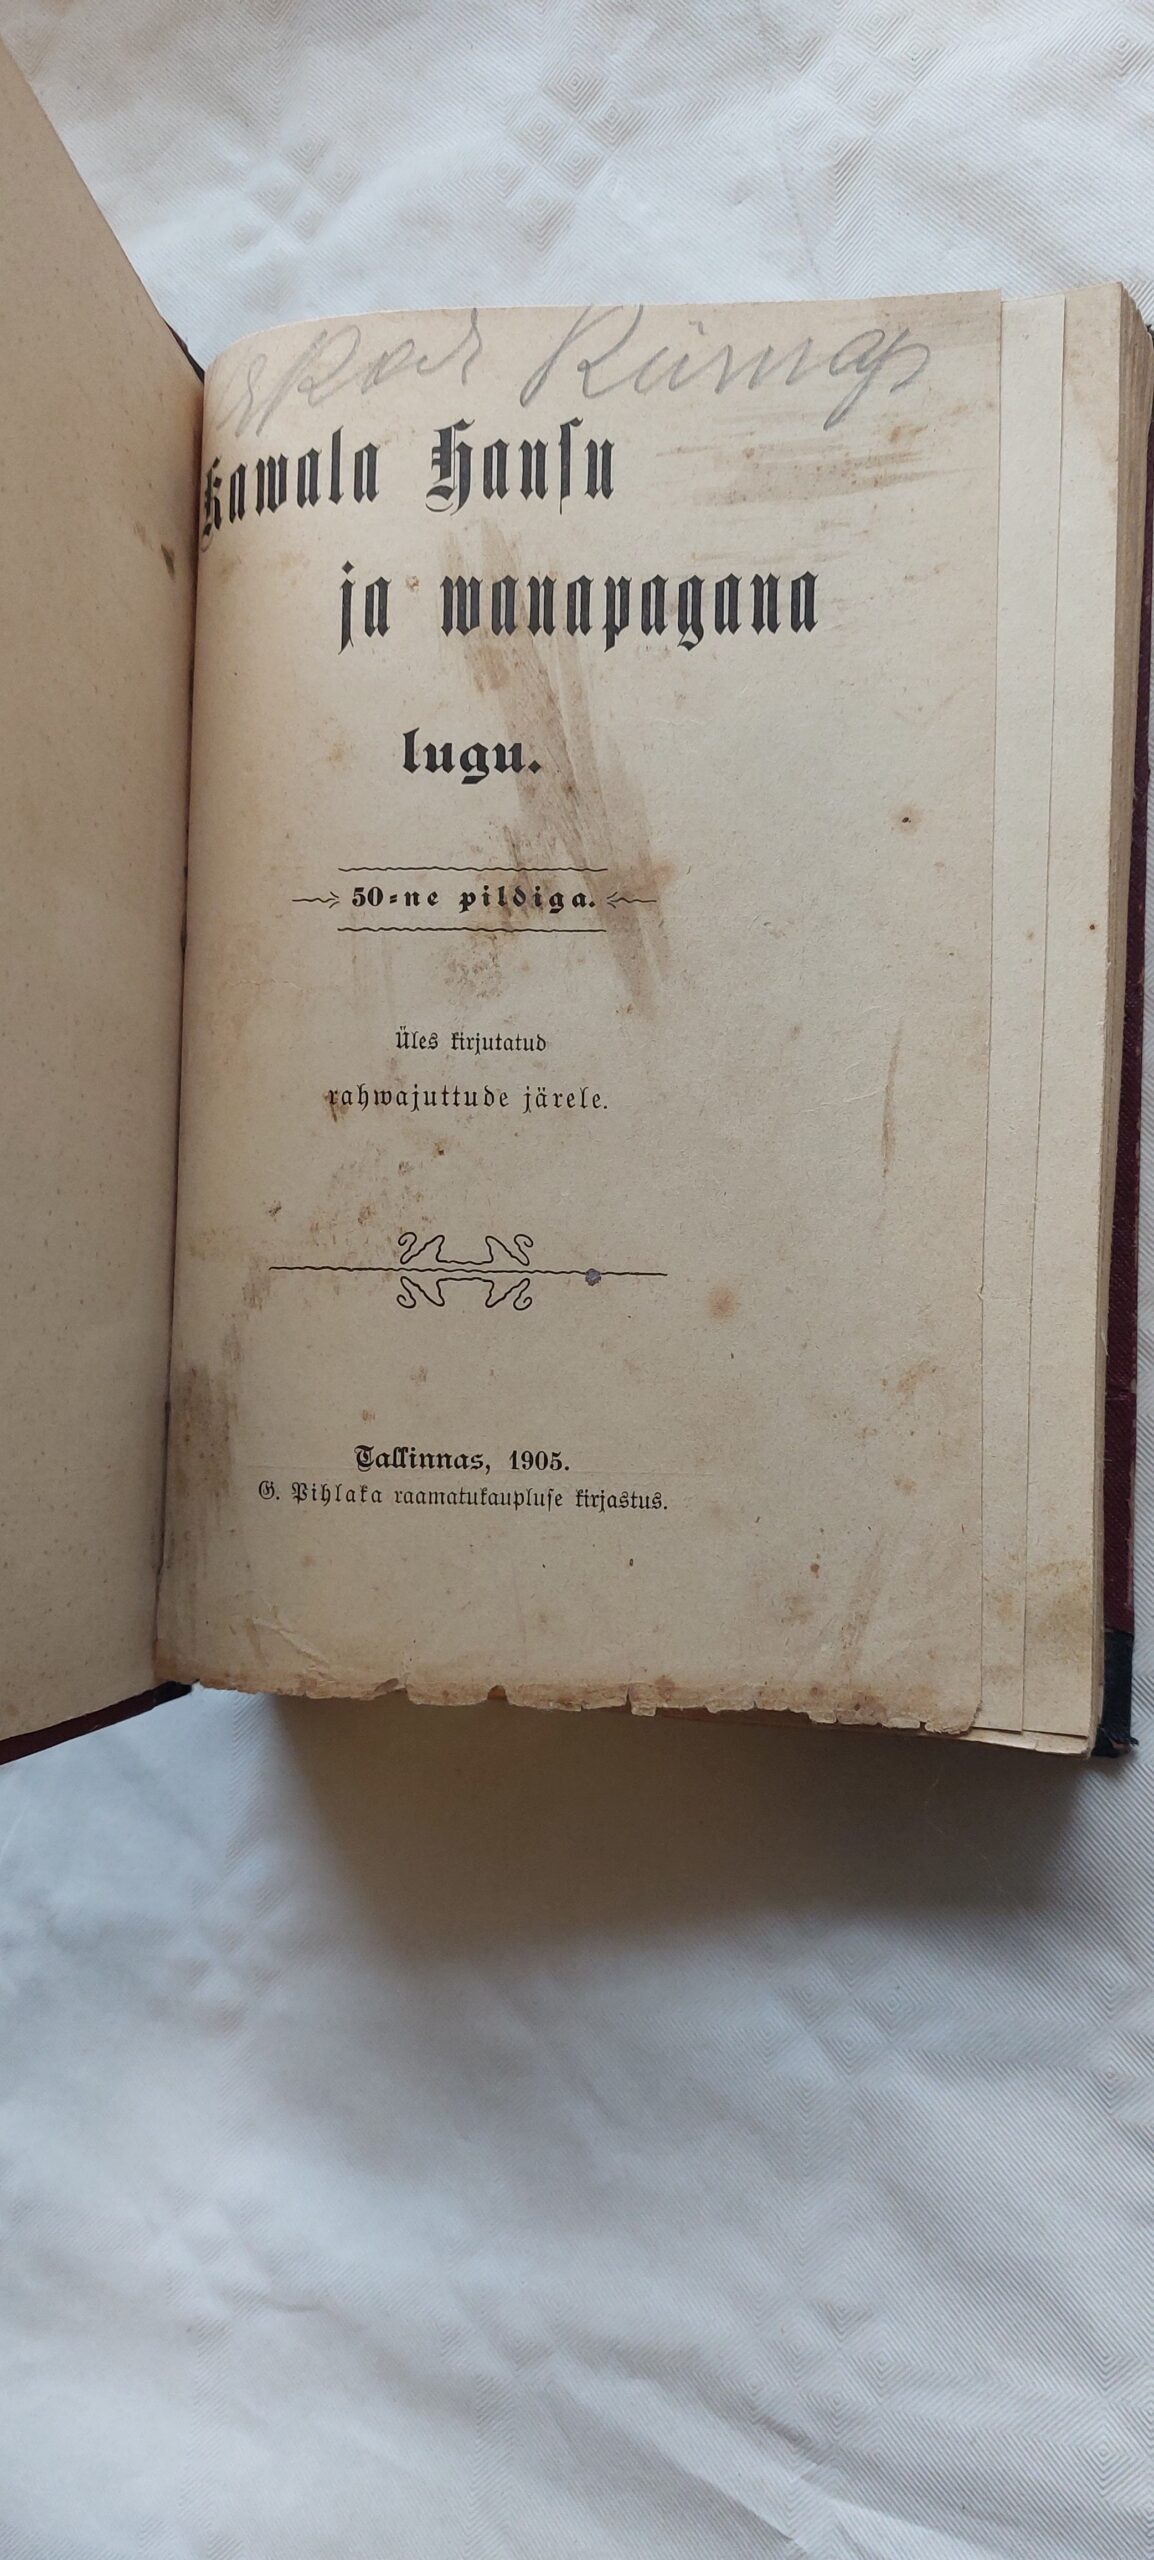 Kawala Hansu
ja wanapagana
lugu.
50-ne pildiga.
Üles kirjutatud
rahwajuttude järele.
Tallinnas, 1905.
G. Pihlaka raamatukaupluse kirjastus.